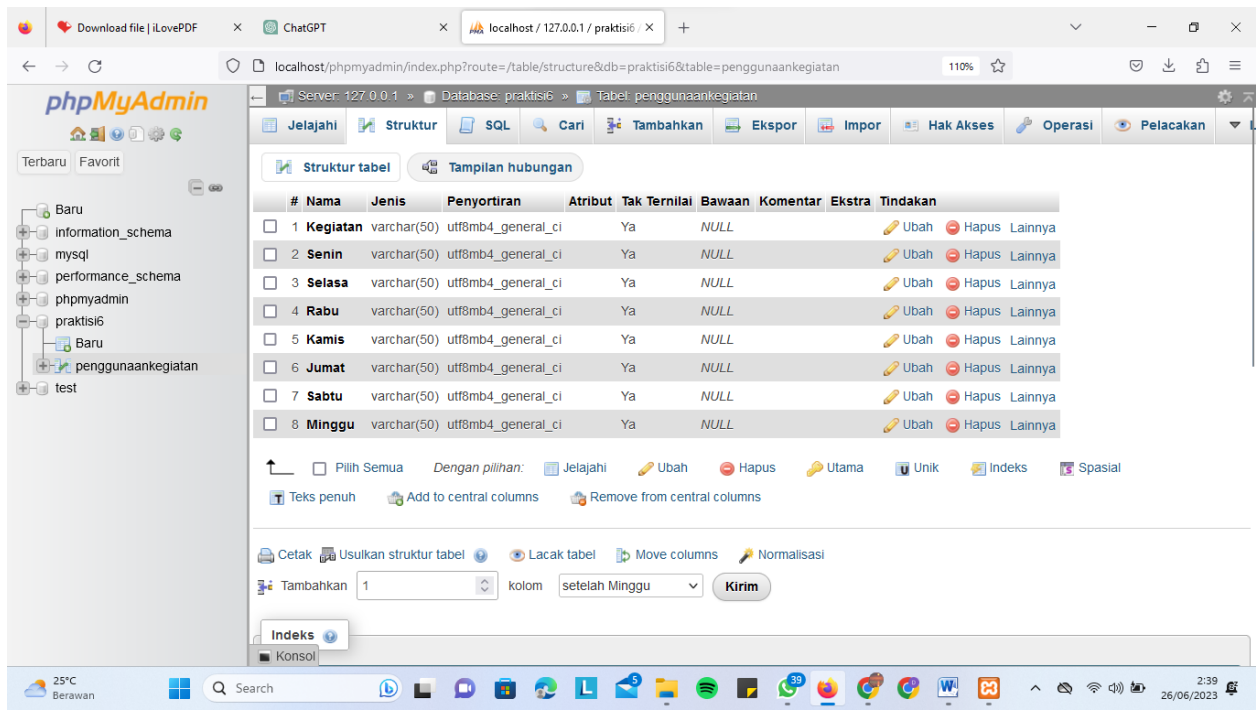 Download file | iLovePDF ChatGPT localhost / 127.0.0.1 / praktisi6 /
localhost/phpmyadmin/index.php?route=/table/structure&db=praktisi6&table=penggunaankegiatan 110%
phpMyAdmin
Terbaru Favorit
Baru
information_schema
mysql
performance_schema
phpmyadmin
praktisi6
Baru
penggunaankegiatan
test
Server: 127.0.0.1 » Database: praktisi6 » Tabel: penggunaankegiatan
Jelajahi Struktur SQL Cari Tambahkan Ekspor Impor Hak Akses Operasi Pelacakan
Struktur tabel Tampilan hubungan
# Nama Jenis Penyortiran Atribut Tak Ternilai Bawaan Komentar Ekstra Tindakan
1 Kegiatan varchar(50) utf8mb4_general_ci Ya NULL Ubah Hapus Lainnya
2 Senin varchar(50) utf8mb4_general_ci Ya NULL Ubah Hapus Lainnya
3 Selasa varchar(50) utf8mb4_general_ci Ya NULL Ubah Hapus Lainnya
4 Rabu varchar(50) utf8mb4_general_ci Ya NULL Ubah Hapus Lainnya
5 Kamis varchar(50) utf8mb4_general_ci Ya NULL Ubah Hapus Lainnya
6 Jumat varchar(50) utf8mb4_general_ci Ya NULL Ubah Hapus Lainnya
7 Sabtu varchar(50) utf8mb4_general_ci Ya NULL Ubah Hapus Lainnya
8 Minggu varchar(50) utf8mb4_general_ci Ya NULL Ubah Hapus Lainnya
Pilih Semua Dengan pilihan: Jelajahi Ubah Hapus Utama Unik Indeks Spasial
Teks penuh Add to central columns Remove from central columns
Cetak Usulkan struktur tabel Lacak tabel Move columns Normalisasi
Tambahkan 1 kolom setelah Minggu Kirim
Indeks
Konsol
25°C
Berawan
Search
39
2:39
26/06/2023